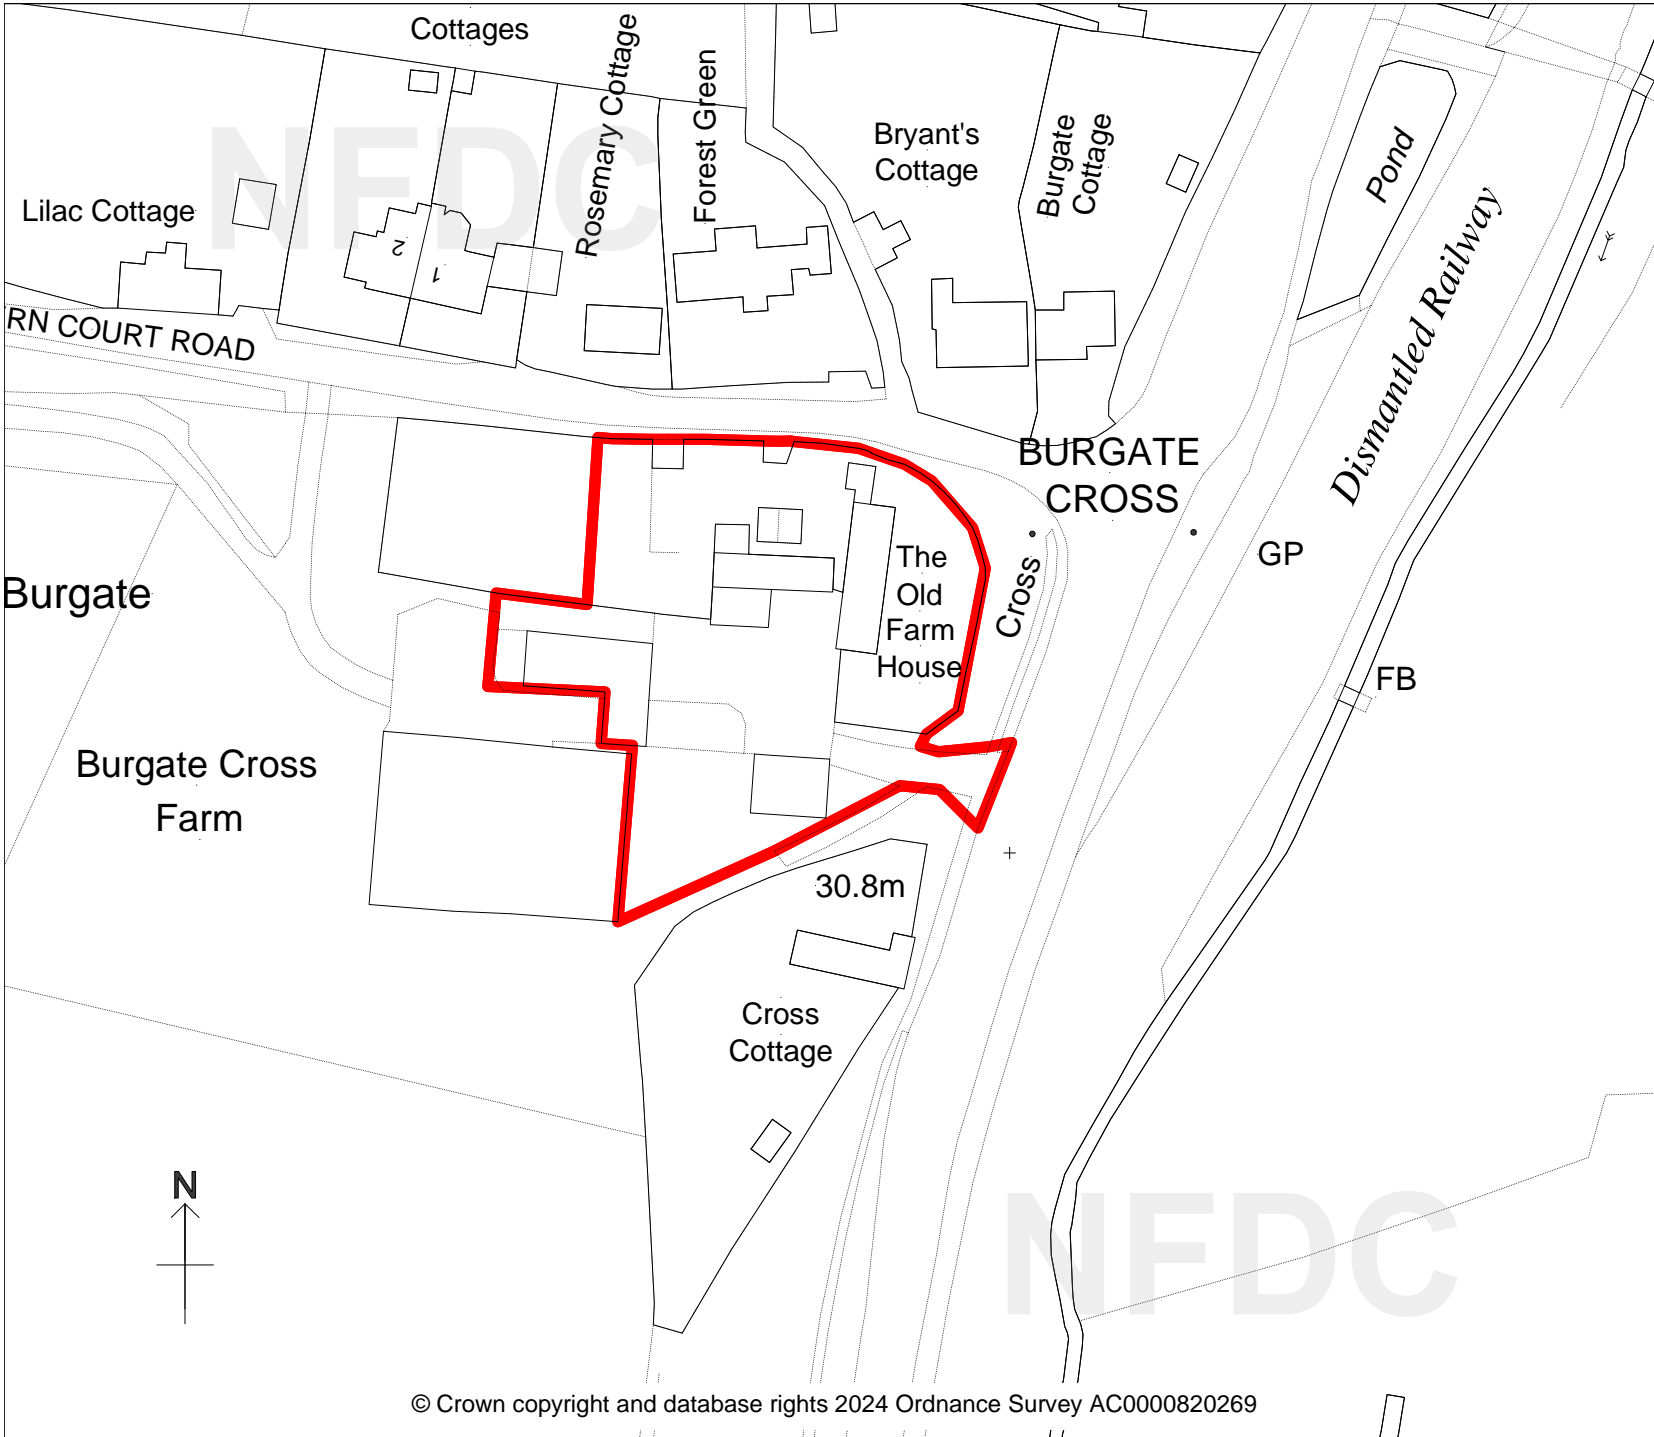 Cottages
Rosemary Cottage
Forest Green
Bryant's
Cottage
Burgate
Cottage
Pond
NFDC
Lilac Cottage
2
1
Dismantled Railway
RN COURT ROAD
BURGATE
CROSS
The
Old
Farm
House
Cross
GP
Burgate
FB
Burgate Cross
Farm
30.8m
Cross
Cottage
N
NFDC
© Crown copyright and database rights 2024 Ordnance Survey AC0000820269